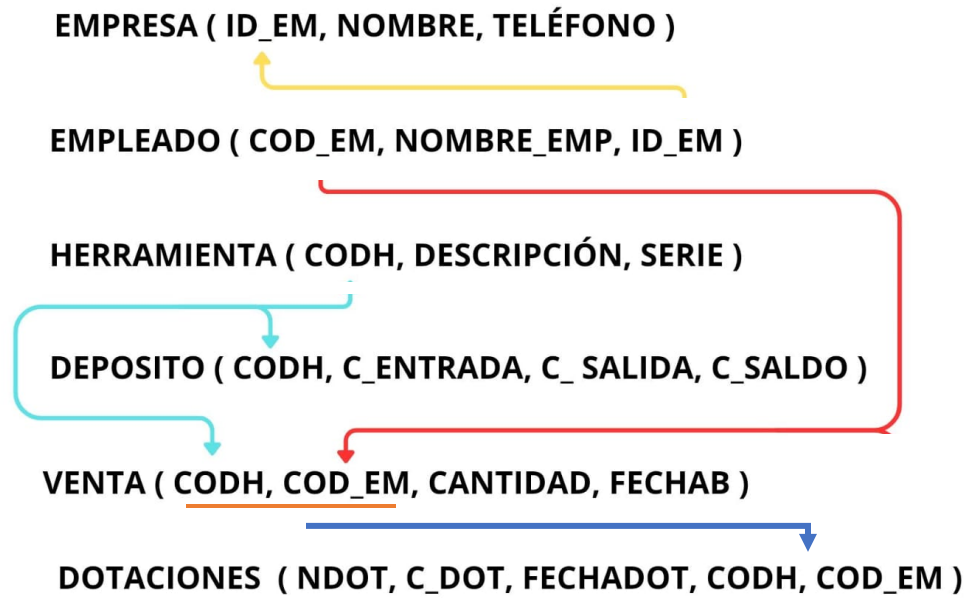 EMPRESA ( ID_EM, NOMBRE, TELÉFONO )
EMPLEADO ( COD_EM, NOMBRE_EMP, ID_EM )
HERRAMIENTA ( CODH, DESCRIPCIÓN, SERIE )
DEPOSITO ( CODH, C_ENTRADA, C_ SALIDA, C_SALDO )
VENTA ( CODH, COD_EM, CANTIDAD, FECHAB )
DOTACIONES ( NDOT, C_DOT, FECHADOT, CODH, COD_EM )